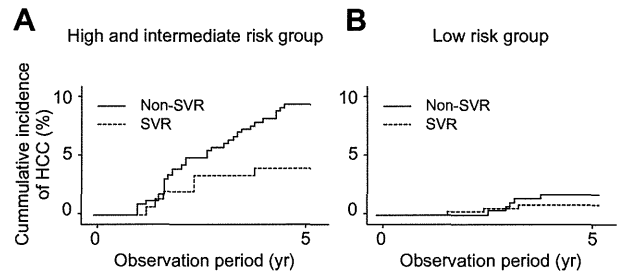 A
High and intermediate risk group
Cummulative incidence
of HCC (%)
10
5
0
Non-SVR
SVR
0
5
Observation period (yr)
B
Low risk group
10
5
0
Non-SVR
SVR
0
5
Observation period (yr)